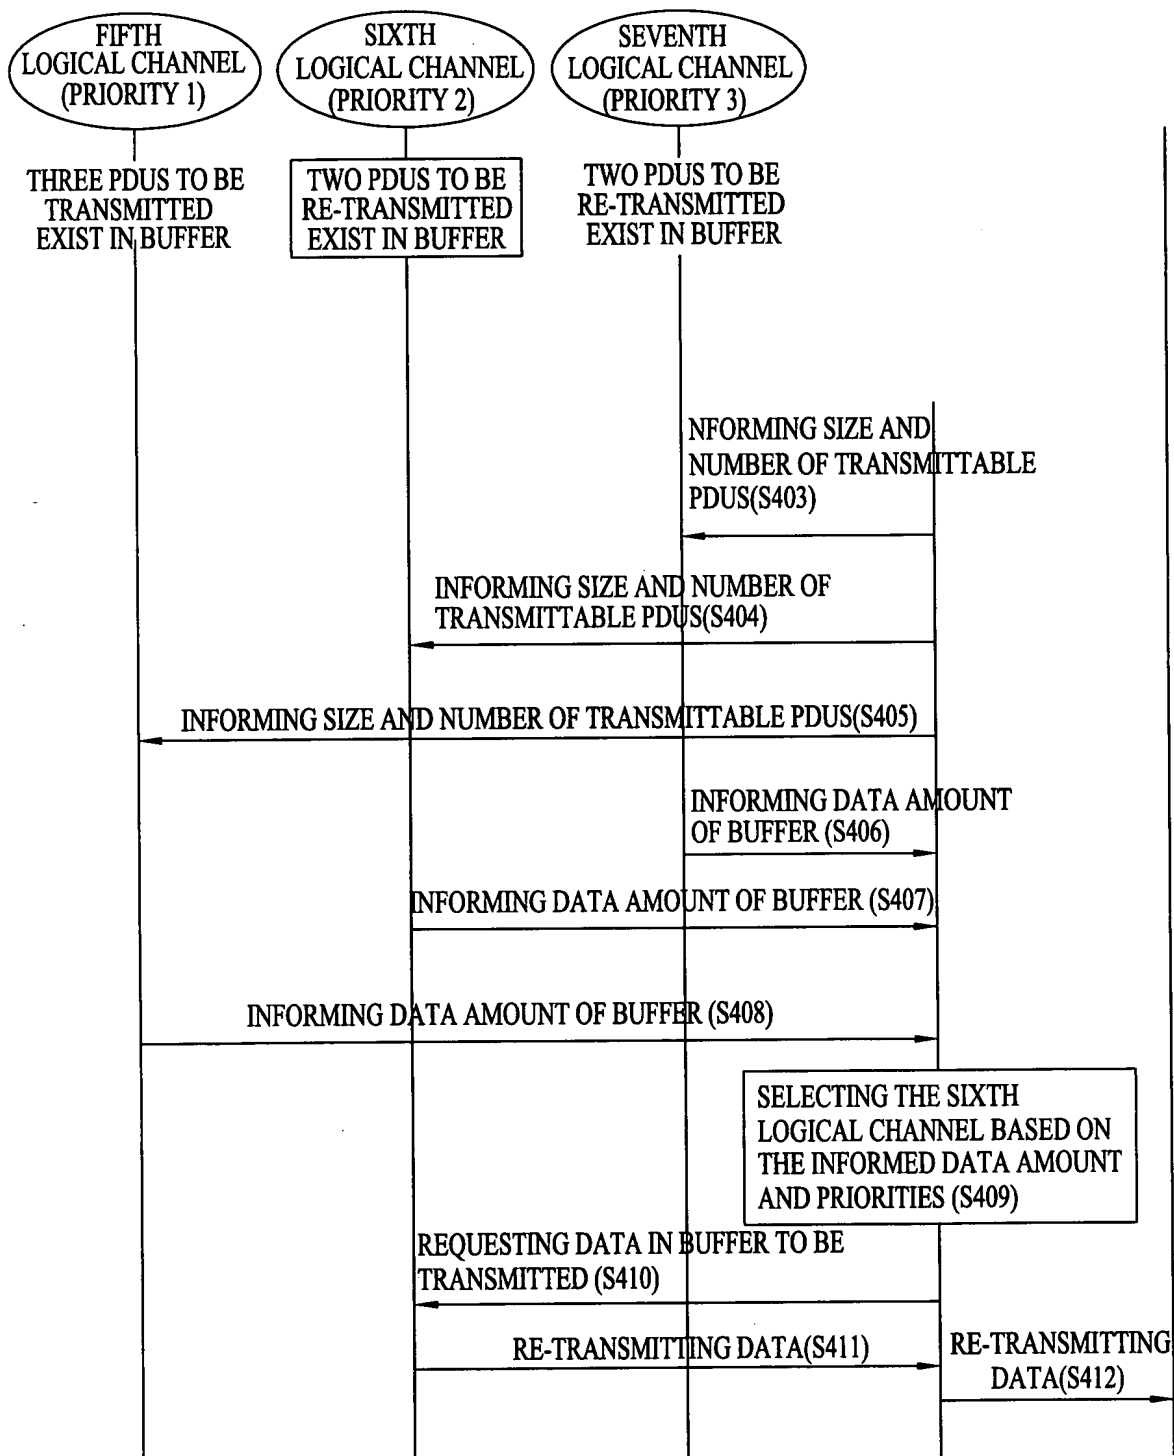 FIFTH
LOGICAL CHANNEL
(PRIORITY 1)
SIXTH
LOGICAL CHANNEL
(PRIORITY 2)
SEVENTH
LOGICAL CHANNEL
(PRIORITY 3)
THREE PDUS TO BE
TRANSMITTED
EXIST IN BUFFER
TWO PDUS TO BE
RE-TRANSMITTED
EXIST IN BUFFER
TWO PDUS TO BE
RE-TRANSMITTED
EXIST IN BUFFER
NFORMING SIZE AND
NUMBER OF TRANSMITTABLE
PDUS(S403)
INFORMING SIZE AND NUMBER OF
TRANSMITTABLE PDUS(S404)
INFORMING SIZE AND NUMBER OF TRANSMITTABLE PDUS(S405)
INFORMING DATA AMOUNT
OF BUFFER (S406)
INFORMING DATA AMOUNT OF BUFFER (S407)
INFORMING DATA AMOUNT OF BUFFER (S408)
SELECTING THE SIXTH
LOGICAL CHANNEL BASED ON
THE INFORMED DATA AMOUNT
AND PRIORITIES (S409)
REQUESTING DATA IN BUFFER TO BE
TRANSMITTED (S410)
RE-TRANSMITTING DATA(S411)
RE-TRANSMITTING
DATA(S412)